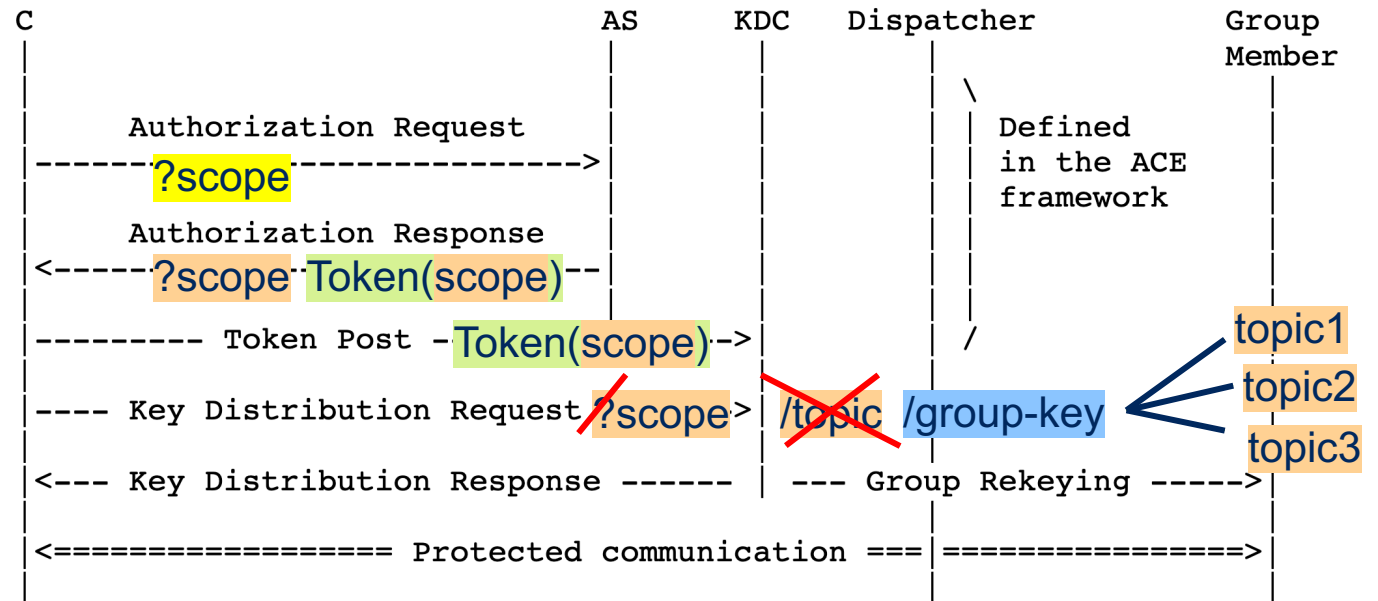 C AS KDC Dispatcher Group
Member
Authorization Request
Defined
?scope
in the ACE
framework
Authorization Response
?scope Token(scope)
Token Post Token(scope)
topic1
Key Distribution Request ?scope /topic /group-key
topic2
topic3
Key Distribution Response Group Rekeying
Protected communication